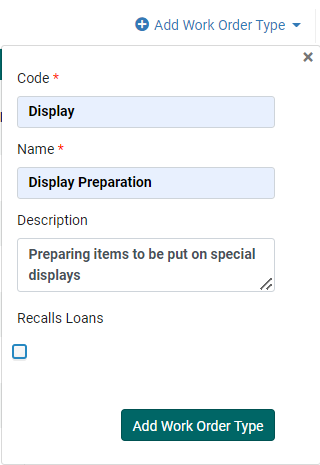 Add Work Order Type
×
Code *
Display
Name *
Display Preparation
Description
Preparing items to be put on special
displays
Recalls Loans
Add Work Order Type